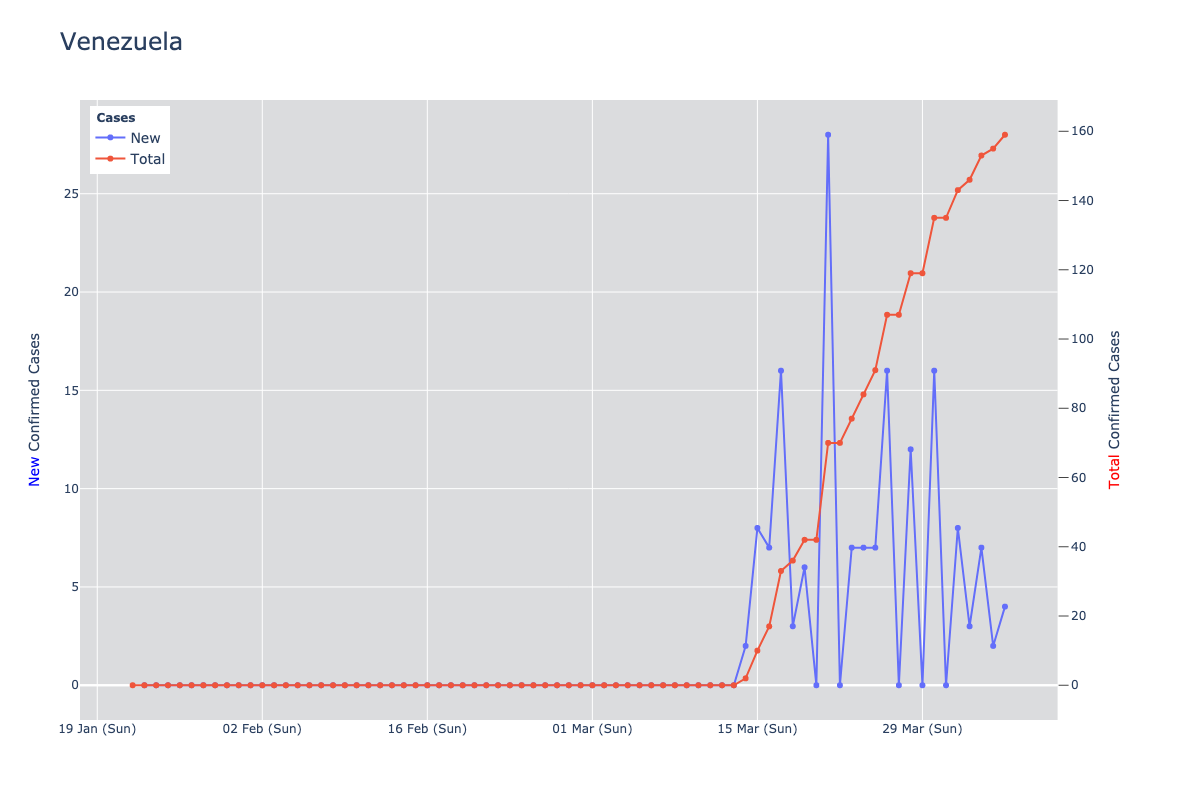 Venezuela
Cases
New
Total
25
20
15
10
5
0
New Confirmed Cases
160
140
120
100
80
60
40
20
0
Total Confirmed Cases
19 Jan (Sun)
02 Feb (Sun)
16 Feb (Sun)
01 Mar (Sun)
15 Mar (Sun)
29 Mar (Sun)